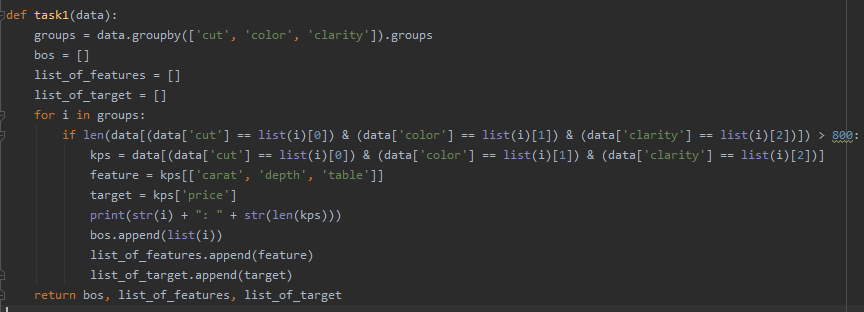 def task1(data):
    groups = data.groupby(['cut', 'color', 'clarity']).groups
    bos = []
    list_of_features = []
    list_of_target = []
    for i in groups:
        if len(data[(data['cut'] == list(i)[0]) & (data['color'] == list(i)[1]) & (data['clarity'] == list(i)[2])]) > 800:
            kps = data[(data['cut'] == list(i)[0]) & (data['color'] == list(i)[1]) & (data['clarity'] == list(i)[2])]
            feature = kps[['carat', 'depth', 'table']]
            target = kps['price']
            print(str(i) + ": " + str(len(kps)))
            bos.append(list(i))
            list_of_features.append(feature)
            list_of_target.append(target)
    return bos, list_of_features, list_of_target